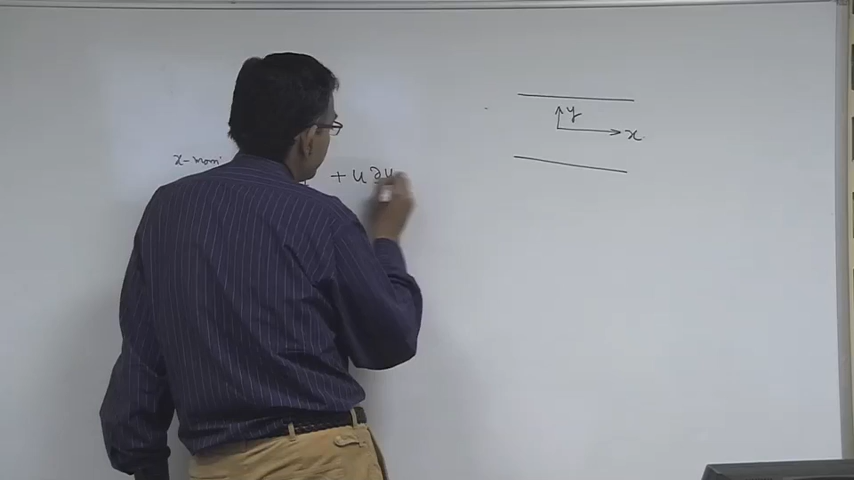 y
x
x-mom
+ u ∂u